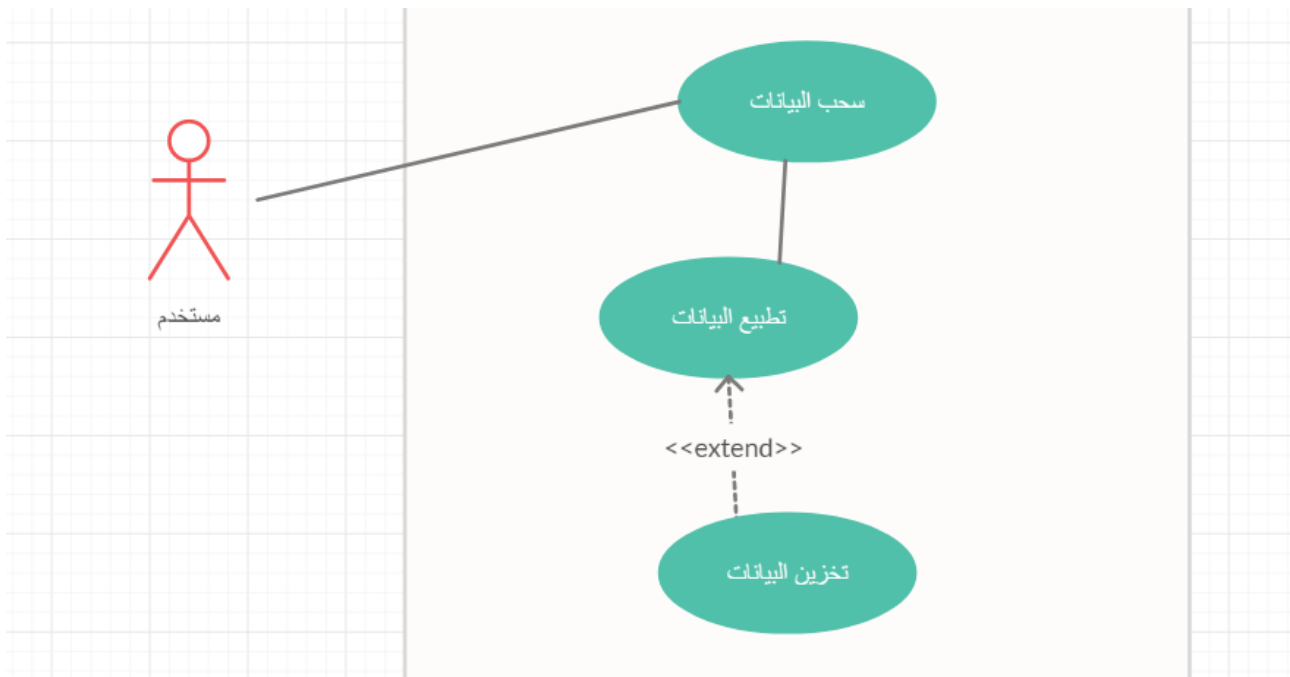 سحب البيانات
مستخدم
تطبيع البيانات
<<extend>>
تخزين البيانات